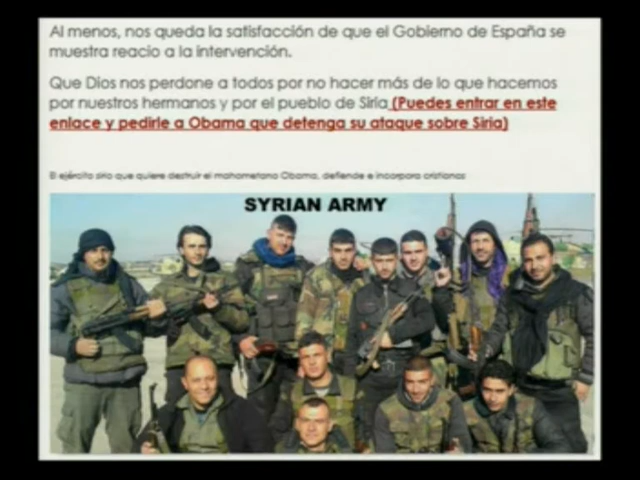 Al menos, nos queda la satisfacción de que el Gobierno de España se
muestra reacio a la intervención.
Que Dios nos perdone a todos por no hacer más de lo que hacemos
por nuestros hermanos y por el pueblo de Siria (Puedes entrar en este
enlace y pedirle a Obama que detenga su ataque sobre Siria)
El ejército sirio que quiere destruir el mahometano Obama, defiende e incorpora cristianos
SYRIAN ARMY